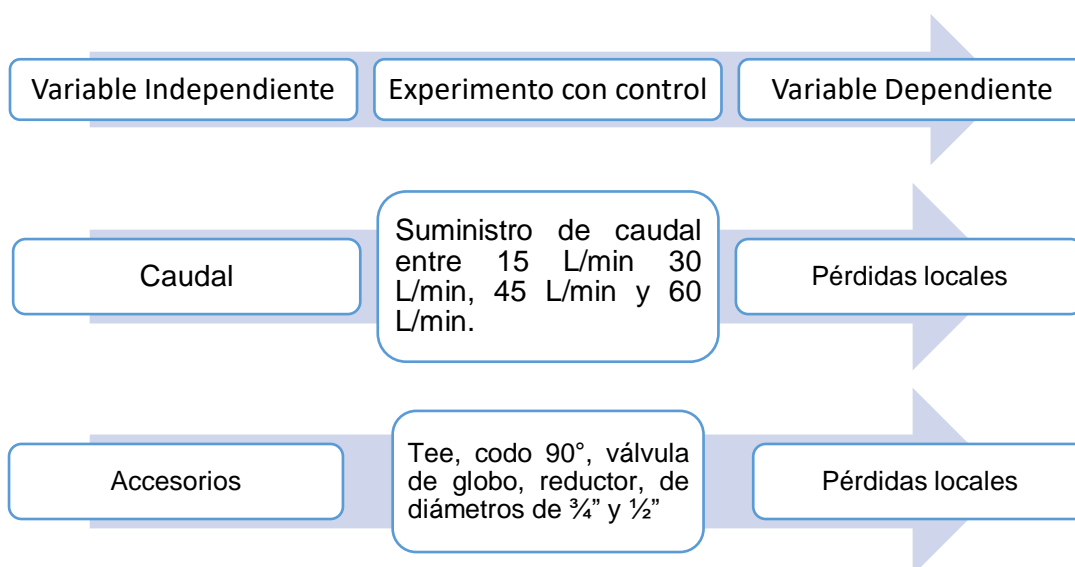 Variable Independiente
Experimento con control
Variable Dependiente
Caudal
Suministro de caudal
entre 15 L/min 30
L/min, 45 L/min y 60
L/min.
Pérdidas locales
Accesorios
Tee, codo 90°, válvula
de globo, reductor, de
diámetros de ¾” y ½”
Pérdidas locales